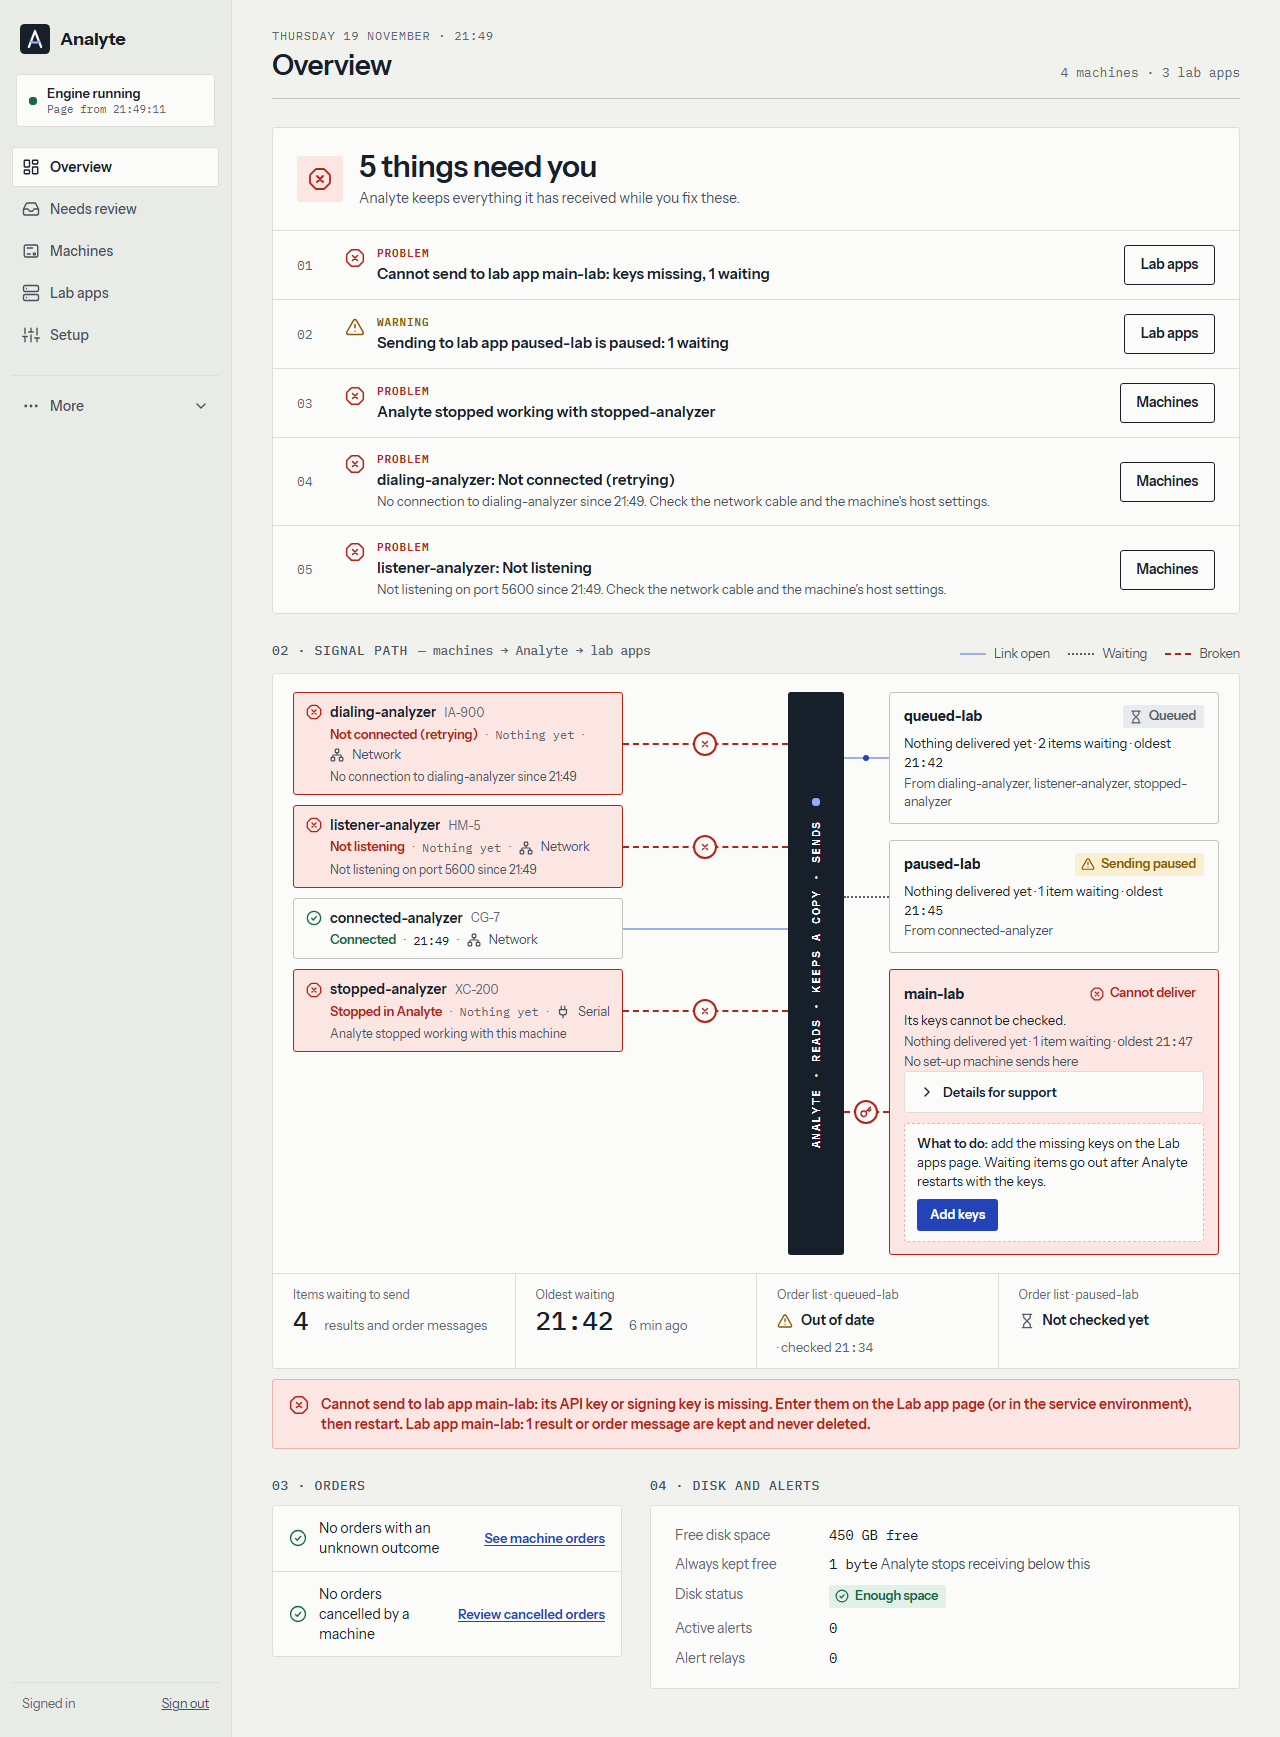 Analyte
Engine running
Page from 21:49:11
Overview
Needs review
Machines
Lab apps
Setup
More
Signed in
Sign out
THURSDAY 19 NOVEMBER · 21:49
Overview
4 machines · 3 lab apps
5 things need you
Analyte keeps everything it has received while you fix these.
01
PROBLEM
Cannot send to lab app main-lab: keys missing, 1 waiting
Lab apps
02
WARNING
Sending to lab app paused-lab is paused: 1 waiting
Lab apps
03
PROBLEM
Analyte stopped working with stopped-analyzer
Machines
04
PROBLEM
dialing-analyzer: Not connected (retrying)
No connection to dialing-analyzer since 21:49. Check the network cable and the machine's host settings.
Machines
05
PROBLEM
listener-analyzer: Not listening
Not listening on port 5600 since 21:49. Check the network cable and the machine's host settings.
Machines
02 · SIGNAL PATH — machines → Analyte → lab apps
Link open
Waiting
Broken
dialing-analyzer IA-900
Not connected (retrying) · Nothing yet ·
Network
No connection to dialing-analyzer since 21:49
listener-analyzer HM-5
Not listening · Nothing yet · Network
Not listening on port 5600 since 21:49
connected-analyzer CG-7
Connected · 21:49 · Network
stopped-analyzer XC-200
Stopped in Analyte · Nothing yet · Serial
Analyte stopped working with this machine
ANALYTE · READS · KEEPS A COPY · SENDS
queued-lab
Queued
Nothing delivered yet · 2 items waiting · oldest
21:42
From dialing-analyzer, listener-analyzer, stopped-
analyzer
paused-lab
Sending paused
Nothing delivered yet · 1 item waiting · oldest
21:45
From connected-analyzer
main-lab
Cannot deliver
Its keys cannot be checked.
Nothing delivered yet · 1 item waiting · oldest 21:47
No set-up machine sends here
Details for support
What to do: add the missing keys on the Lab
apps page. Waiting items go out after Analyte
restarts with the keys.
Add keys
Items waiting to send
4 results and order messages
Oldest waiting
21:42 6 min ago
Order list · queued-lab
Out of date
· checked 21:34
Order list · paused-lab
Not checked yet
Cannot send to lab app main-lab: its API key or signing key is missing. Enter them on the Lab app page (or in the service environment),
then restart. Lab app main-lab: 1 result or order message are kept and never deleted.
03 · ORDERS
No orders with an
unknown outcome
See machine orders
No orders
cancelled by a
machine
Review cancelled orders
04 · DISK AND ALERTS
Free disk space
450 GB free
Always kept free
1 byte Analyte stops receiving below this
Disk status
Enough space
Active alerts
0
Alert relays
0